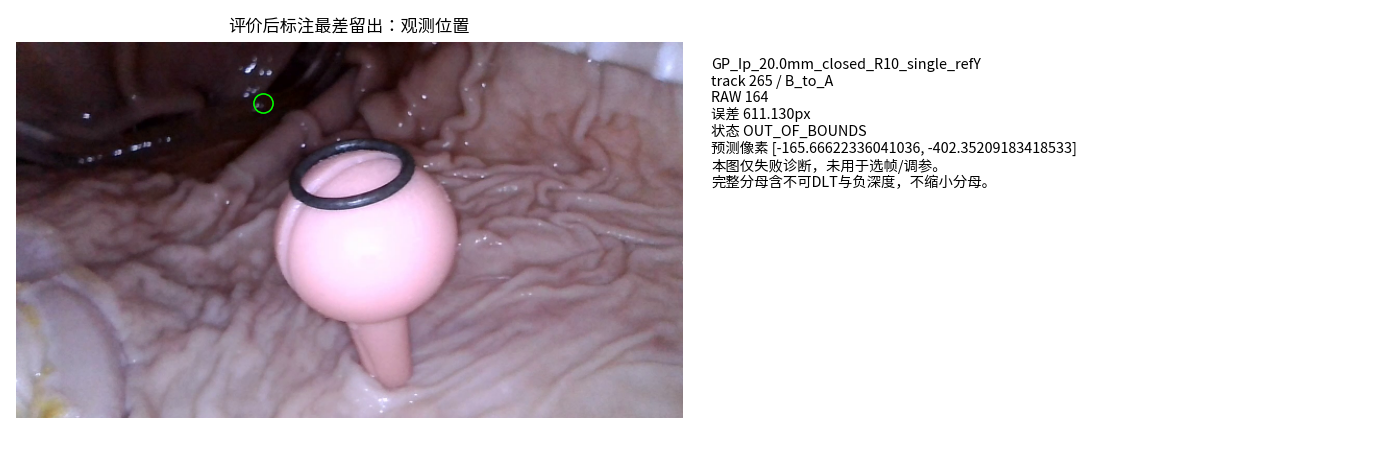 评价后标注最差留出：观测位置
GP_Ip_20.0mm_closed_R10_single_refY
track 265 / B_to_A
RAW 164
误差 611.130px
状态 OUT_OF_BOUNDS
预测像素 [-165.66622336041036, -402.35209183418533]
本图仅失败诊断，未用于选帧/调参。
完整分母含不可DLT与负深度，不缩小分母。